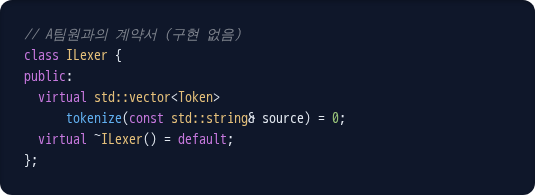 // A팀원과의 계약서 (구현 없음)
class ILexer {
public:
  virtual std::vector<Token>
      tokenize(const std::string& source) = 0;
  virtual ~ILexer() = default;
};